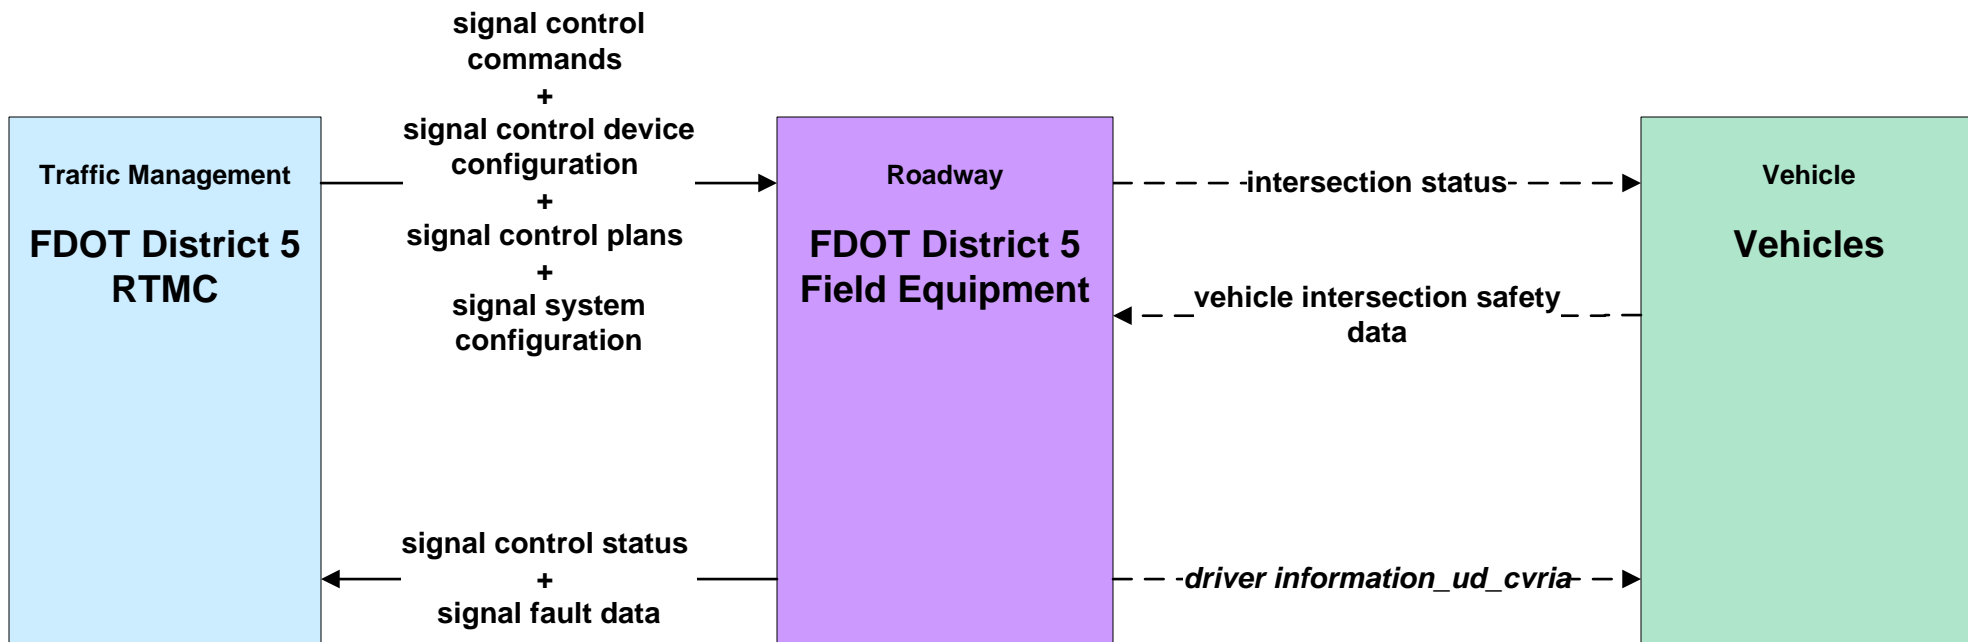 signal control
commands
+
signal control device
configuration
+
signal control plans
+
signal system
configuration
Traffic Management
FDOT District 5
RTMC
Roadway
FDOT District 5
Field Equipment
intersection status
vehicle intersection safety
data
Vehicle
Vehicles
signal control status
+
signal fault data
driver information_ud_cvria